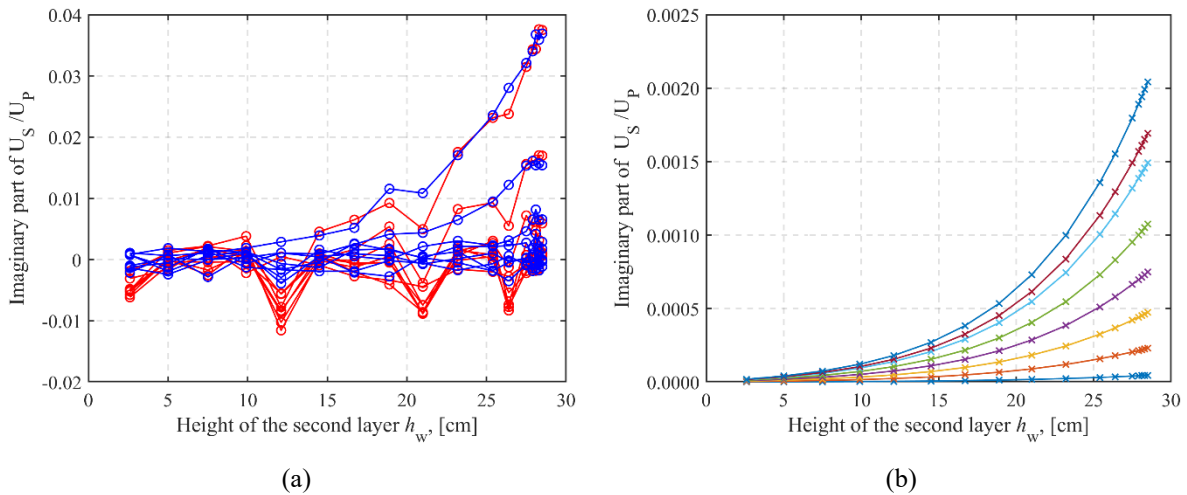 0.04
0.03
0.02
0.01
0
-0.01
-0.02
Imaginary part of U_S /U_P
0 5 10 15 20 25 30
Height of the second layer h_w, [cm]
(a)
0.0025
0.0020
0.0015
0.0010
0.0005
0.0000
Imaginary part of U_S /U_P
0 5 10 15 20 25 30
Height of the second layer h_w, [cm]
(b)